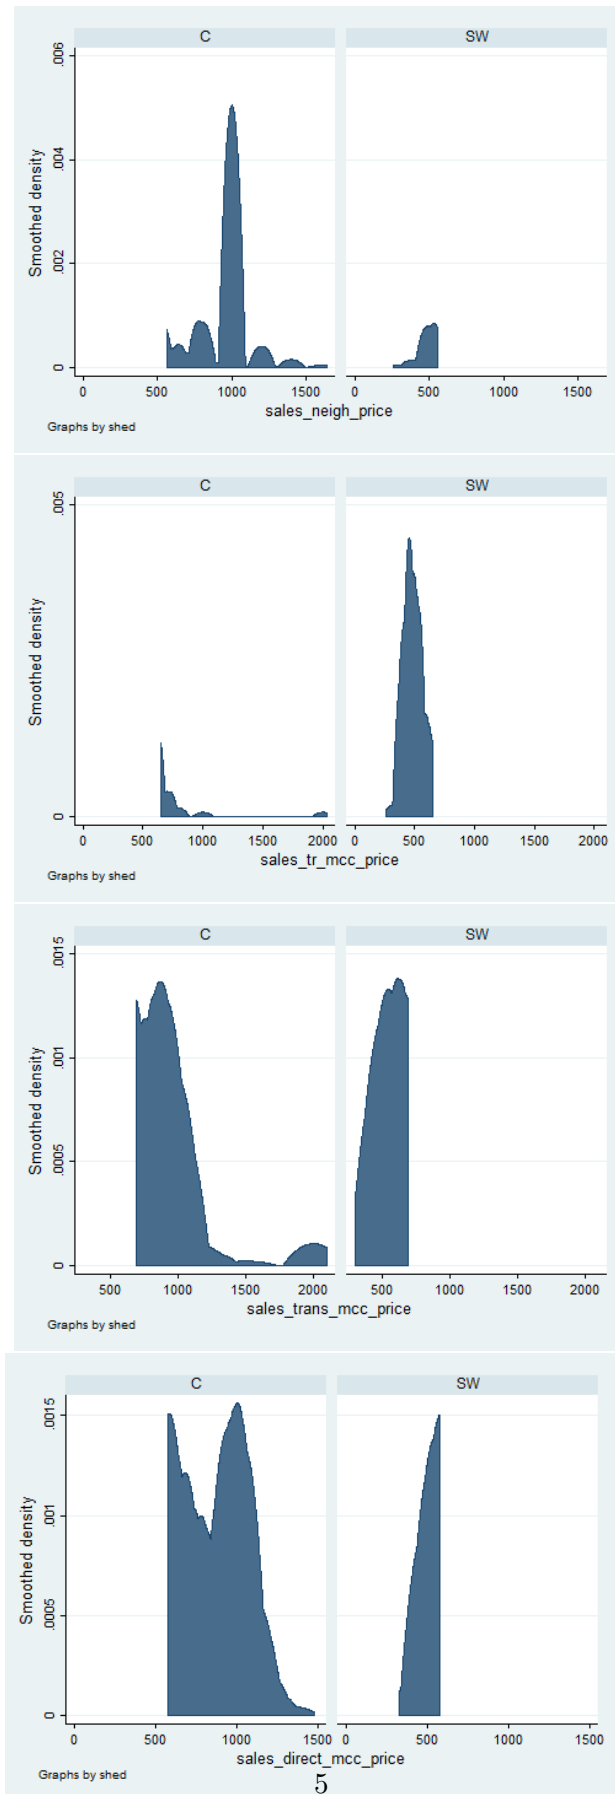 C SW
Smoothed density
.006
.004
.002
0
0 500 1000 1500 0 500 1000 1500
sales_neigh_price
Graphs by shed
C SW
Smoothed density
.005
0
0 500 1000 1500 2000 0 500 1000 1500 2000
sales_tr_mcc_price
Graphs by shed
C SW
Smoothed density
.0015
.001
.0005
0
500 1000 1500 2000 500 1000 1500 2000
sales_trans_mcc_price
Graphs by shed
C SW
Smoothed density
.0015
.001
.0005
0
0 500 1000 1500 0 500 1000 1500
sales_direct_mcc_price
Graphs by shed
5